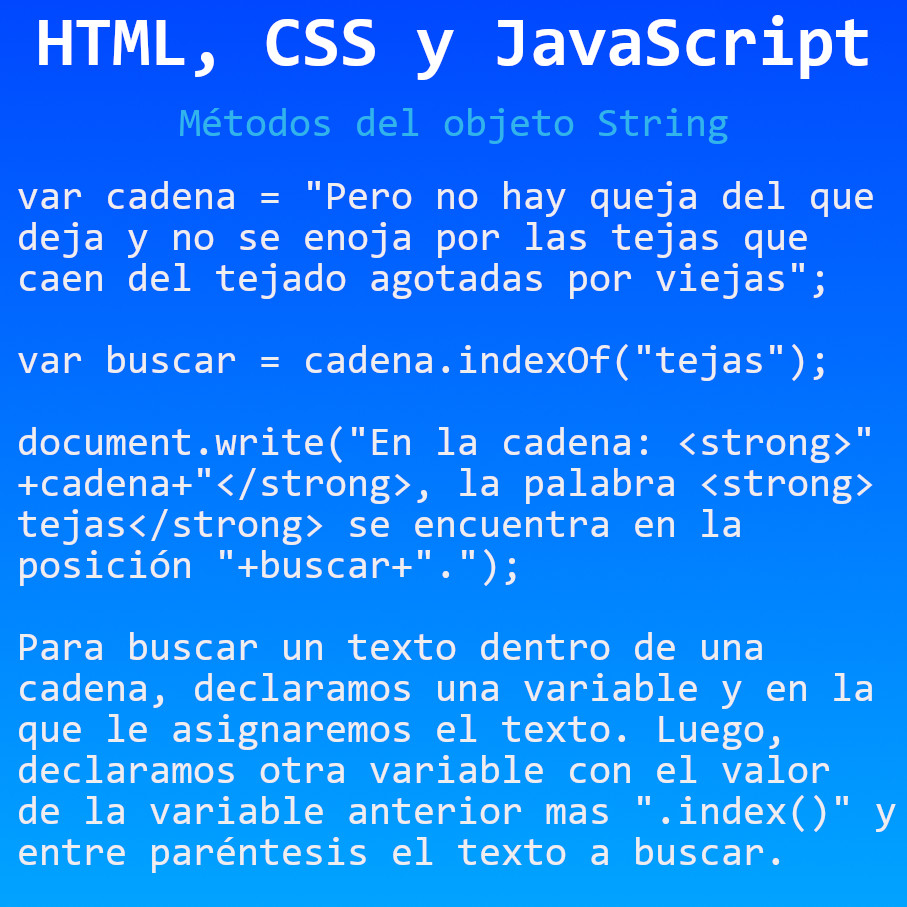 HTML, CSS y JavaScript
Métodos del objeto String
var cadena = "Pero no hay queja del que
deja y no se enoja por las tejas que
caen del tejado agotadas por viejas";
var buscar = cadena.indexOf("tejas");
document.write("En la cadena: <strong>"
+cadena+"</strong>, la palabra <strong>
tejas</strong> se encuentra en la
posición "+buscar+".");
Para buscar un texto dentro de una
cadena, declaramos una variable y en la
que le asignaremos el texto. Luego,
declaramos otra variable con el valor
de la variable anterior mas ".index()" y
entre paréntesis el texto a buscar.